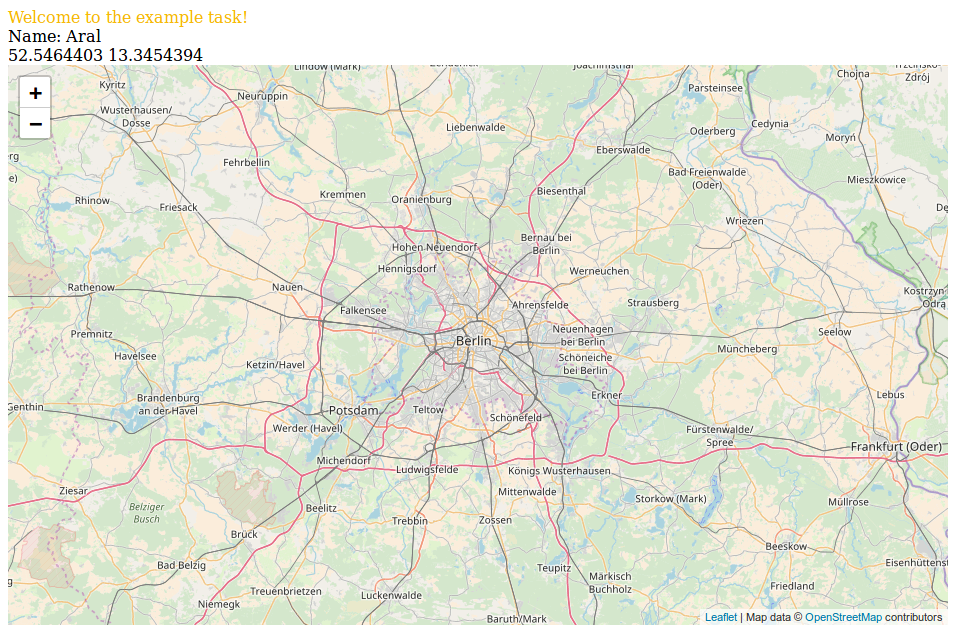 Welcome to the example task!
Name: Aral
52.5464403 13.3454394
Lindow (Mark)
Joachimsthal
Chojna
Kyritz
Parsteinsee
+
Neuruppin
Wusterhausen/
Dosse
Liebenwalde
Oderberg
Cedynia
Moryń
−
Eberswalde
Fehrbellin
Bad Freienwalde
(Oder)
Mieszkowice
Kremmen
Oranienburg
Biesenthal
Rhinow
Friesack
Wriezen
Hohen Neuendorf
Bernau bei
Berlin
Hennigsdorf
Werneuchen
Rathenow
Nauen
Kostrzyn
Odrą
Falkensee
Ahrensfelde
Strausberg
Premnitz
Neuenhagen
bei Berlin
Seelow
Berlin
Müncheberg
Havelsee
Ketzin/Havel
Schöneiche
bei Berlin
Brandenburg
an der Havel
Erkner
Lebus
Genthin
Potsdam
Teltow
Schönefeld
Werder (Havel)
Fürstenwalde/
Spree
Frankfurt (Oder)
Michendorf
Ludwigsfelde
Königs Wusterhausen
Ziesar
Mittenwalde
Storkow (Mark)
Müllrose
Belziger
Busch
Beelitz
Trebbin
Zossen
Brück
Beeskow
Bad Belzig
Teupitz
Eisenhüttenst
Märkisch
Buchholz
Friedland
Treuenbrietzen
Luckenwalde
Niemegk
Baruth/Mark
Leaflet | Map data © OpenStreetMap contributors